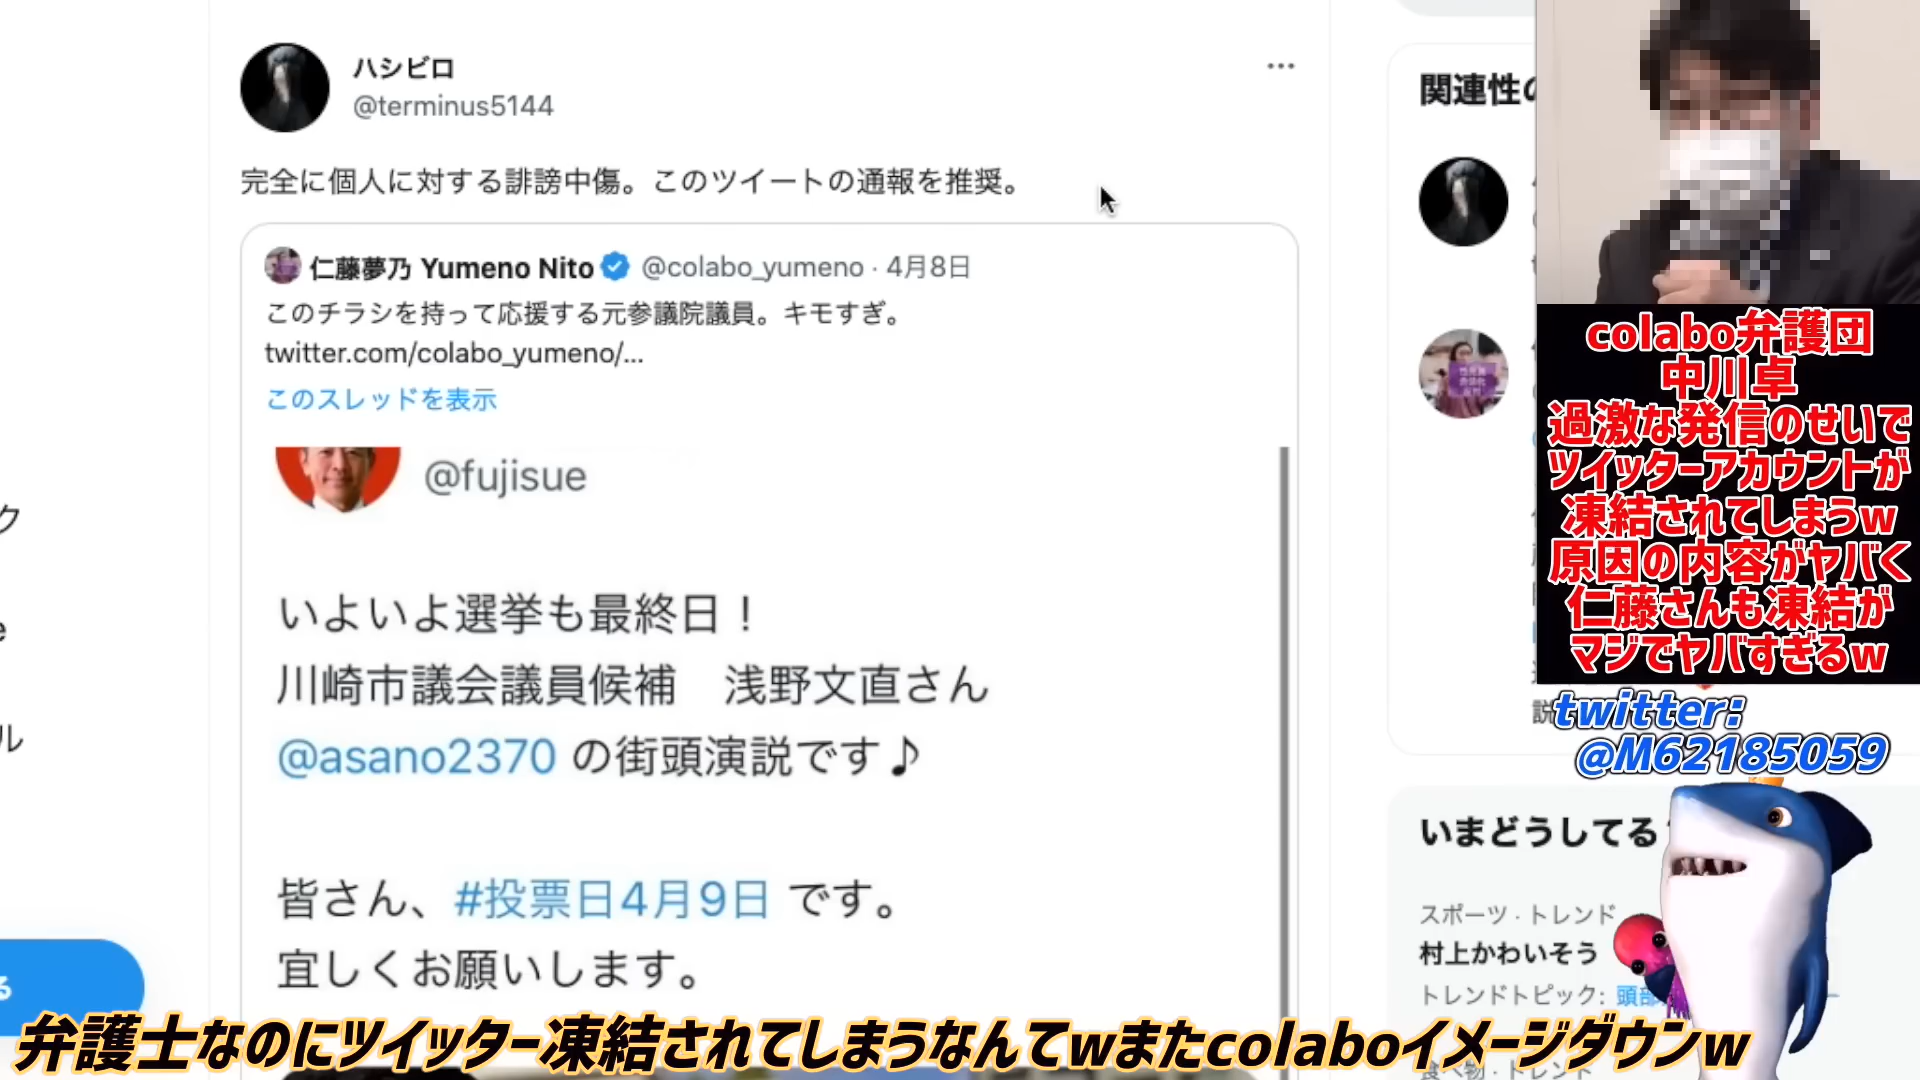 ハシビロ
@terminus5144
完全に個人に対する誹謗中傷。このツイートの通報を推奨。
仁藤夢乃 Yumeno Nito @colabo_yumeno · 4月8日
このチラシを持って応援する元参議院議員。キモすぎ。
twitter.com/colabo_yumeno/...
このスレッドを表示
@fujisue
いよいよ選挙も最終日！
川崎市議会議員候補　浅野文直さん
@asano2370 の街頭演説です♪
皆さん、#投票日4月9日 です。
宜しくお願いします。
ク
e
ル
る
関連性の
colabo弁護団
中川卓
過激な発信のせいで
ツイッターアカウントが
凍結されてしまうw
原因の内容がヤバく
仁藤さんも凍結が
マジでヤバすぎるw
説
twitter:
@M62185059
いまどうしてる
スポーツ · トレンド
村上かわいそう
トレンドトピック: 頭部
食べ物 · トレンド
弁護士なのにツイッター凍結されてしまうなんてwまたcolaboイメージダウンw